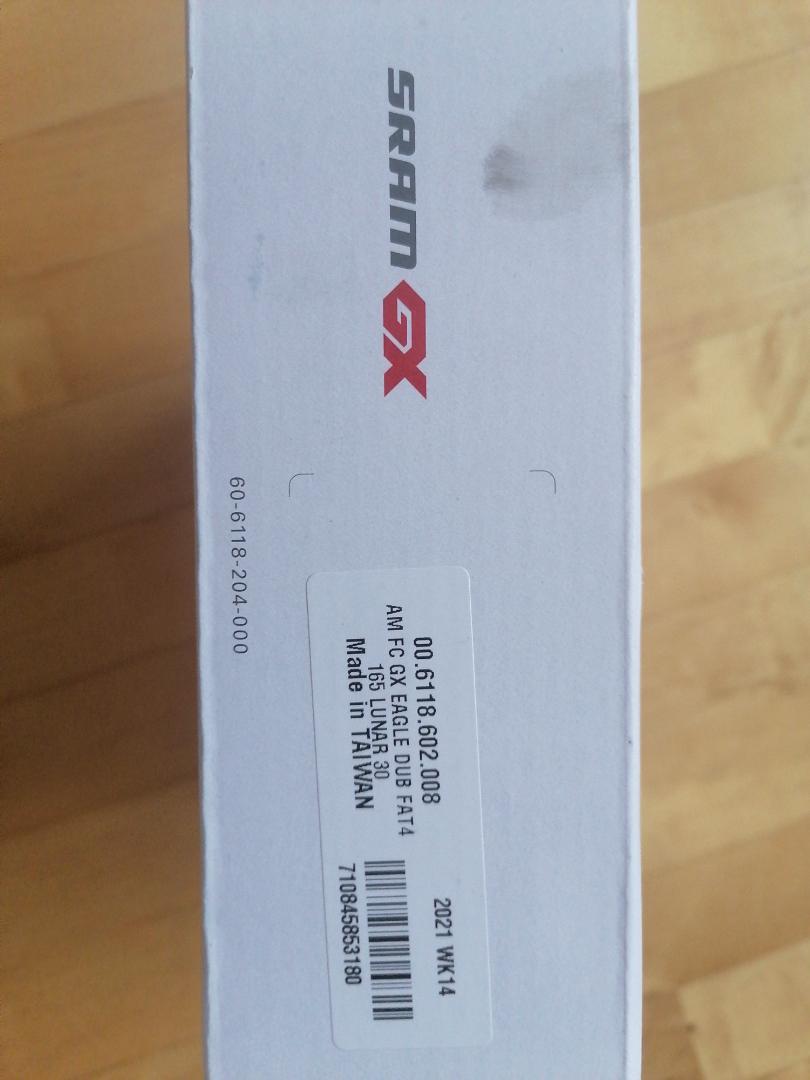 SRAM GX
60-6118-204-000
00.6118.602.008
AM FC GX EAGLE DUB FAT4
165 LUNAR 30
Made in TAIWAN
2021 WK14
710845853180